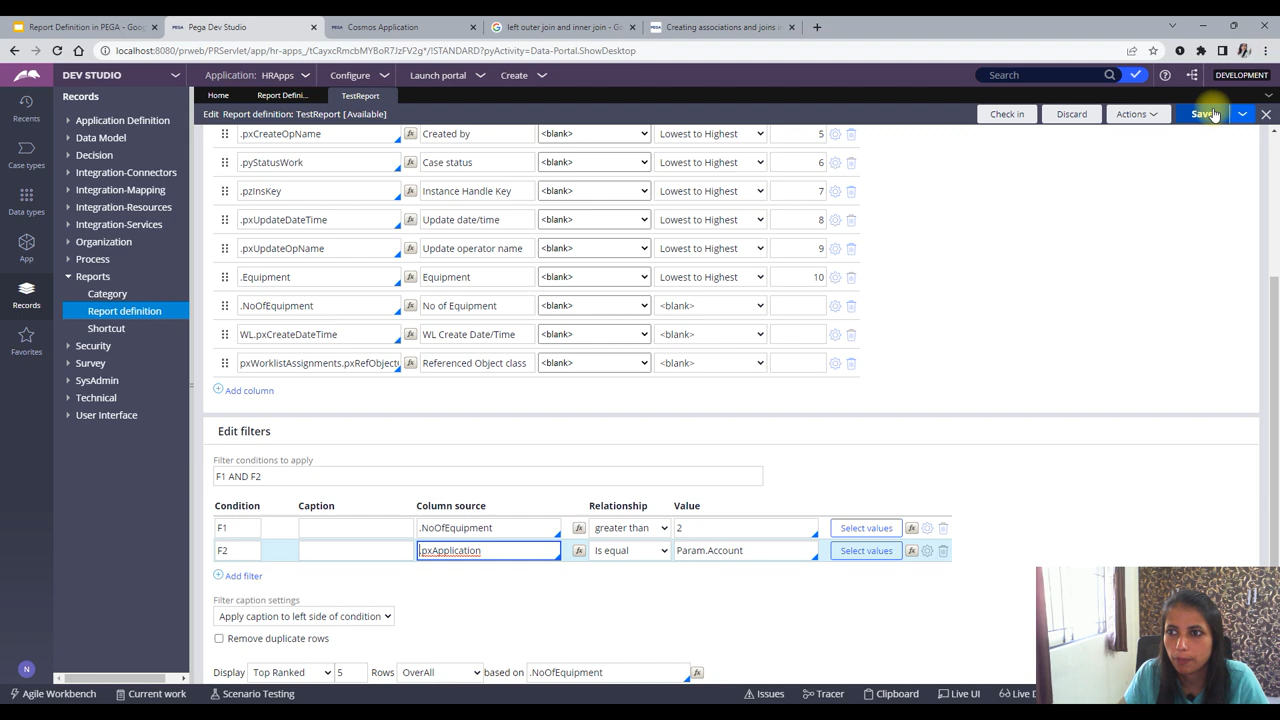 Report Definition in PEGA - Goog
Pega Dev Studio
Cosmos Application
left outer join and inner join - Go
Creating associations and joins in
localhost:8080/prweb/PRServlet/app/hr-apps_/tCayxcRmcbMYBoR7JzFV2g*/!STANDARD?pyActivity=Data-Portal.ShowDesktop
DEV STUDIO
Application: HRApps
Configure
Launch portal
Create
Search
DEVELOPMENT
Recents
Case types
Data types
App
Records
Favorites
N
Records
Application Definition
Data Model
Decision
Integration-Connectors
Integration-Mapping
Integration-Resources
Integration-Services
Organization
Process
Reports
Category
Report definition
Shortcut
Security
Survey
SysAdmin
Technical
User Interface
Home
Report Defini...
TestReport
Edit Report definition: TestReport [Available]
Check in
Discard
Actions
Save
.pxCreateOpName Created by <blank> Lowest to Highest 5
.pyStatusWork Case status <blank> Lowest to Highest 6
.pzInsKey Instance Handle Key <blank> Lowest to Highest 7
.pxUpdateDateTime Update date/time <blank> Lowest to Highest 8
.pxUpdateOpName Update operator name <blank> Lowest to Highest 9
.Equipment Equipment <blank> Lowest to Highest 10
.NoOfEquipment No of Equipment <blank> <blank>
WL.pxCreateDateTime WL Create Date/Time <blank> <blank>
pxWorklistAssignments.pxRefObject Referenced Object class <blank> <blank>
Add column
Edit filters
Filter conditions to apply
F1 AND F2
Condition Caption Column source Relationship Value
F1 .NoOfEquipment greater than 2 Select values
F2 .pxApplication Is equal Param.Account Select values
Add filter
Filter caption settings
Apply caption to left side of condition
Remove duplicate rows
Display Top Ranked 5 Rows OverAll based on .NoOfEquipment
Agile Workbench
Current work
Scenario Testing
Issues
Tracer
Clipboard
Live UI
Live D